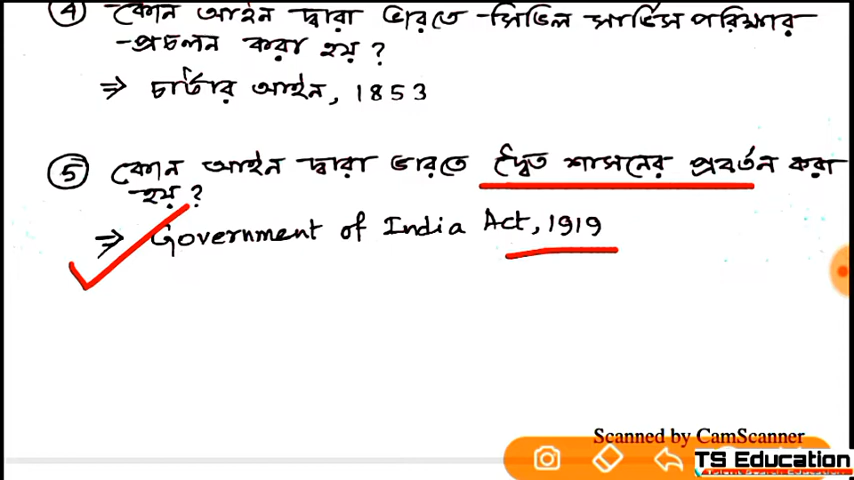 ④ কোন আইন দ্বারা ভারতে সিভিল সার্ভিস পরিক্ষার
প্রচলন করা হয় ?
⇒ চার্টার আইন, 1853
⑤ কোন আইন দ্বারা ভারতে দ্বৈত শাসনের প্রবর্তন করা
হয় ?
⇒ Government of India Act, 1919
Scanned by CamScanner
TS Education